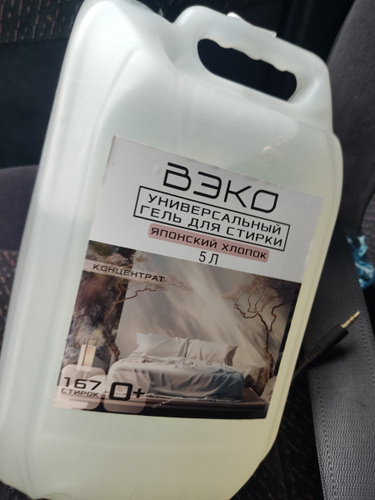 ВЭКО
УНИВЕРСАЛЬНЫЙ
ГЕЛЬ ДЛЯ СТИРКИ
ЯПОНСКИЙ ХЛОПОК
5 Л
КОНЦЕНТРАТ
167
СТИРОК
0+